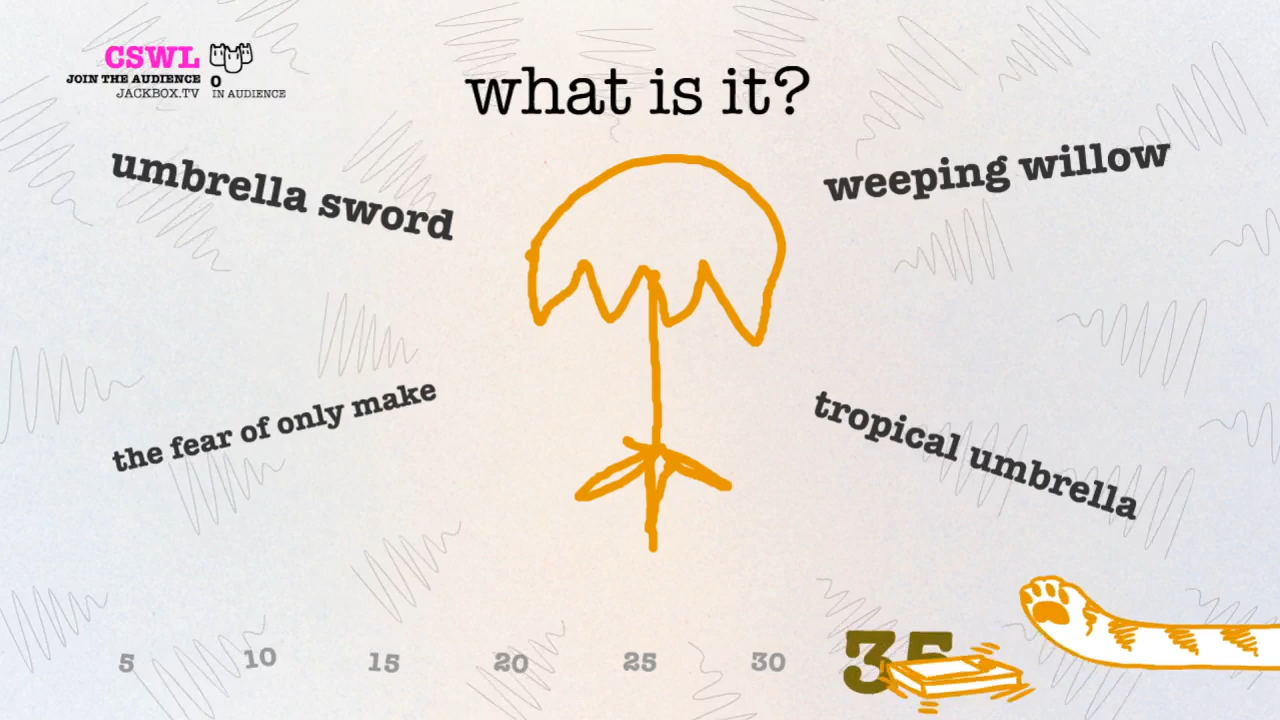 CSWL
JOIN THE AUDIENCE
JACKBOX.TV
0
IN AUDIENCE
what is it?
umbrella sword
weeping willow
the fear of only make
tropical umbrella
5 10 15 20 25 30 35